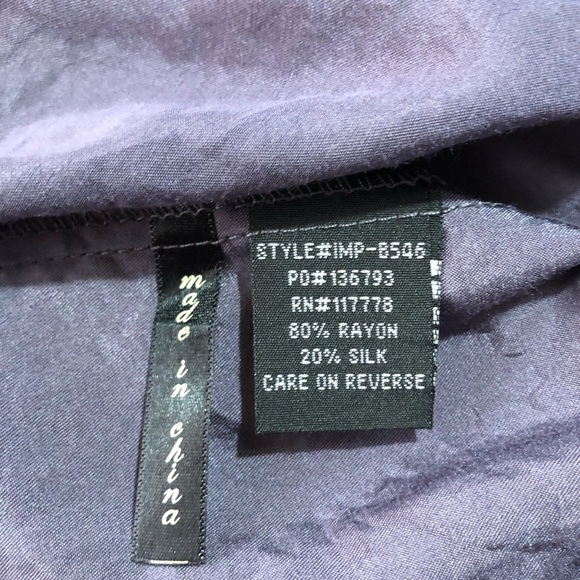 made in china
STYLE#IMP-B546
PO#136793
RN#117778
80% RAYON
20% SILK
CARE ON REVERSE